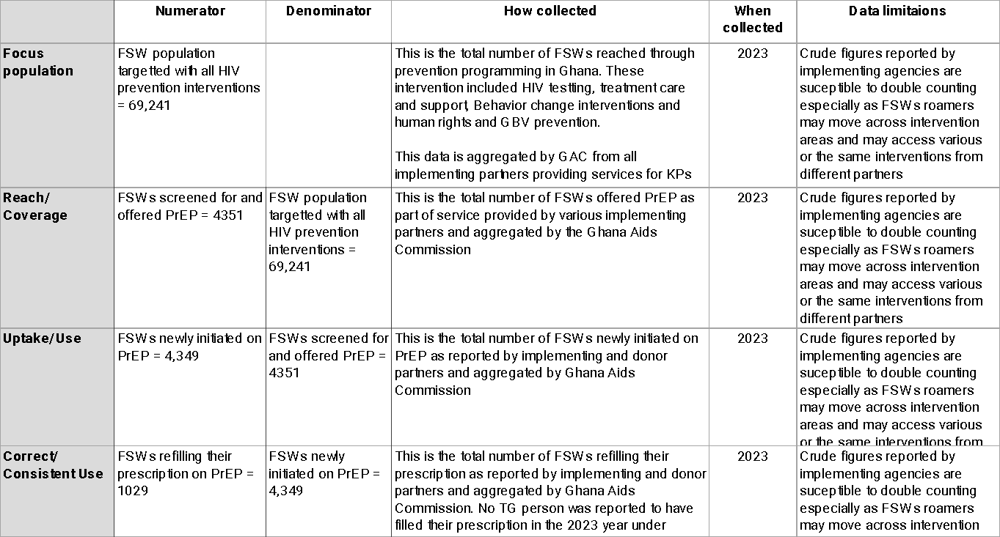 Numerator
Denominator
How collected
When
collected
Data limitaions
Focus
population
FSW population
targetted with all HIV
prevention interventions
= 69,241
This is the total number of FSWs reached through
prevention programming in Ghana. These
intervention included HIV testting, treatment care
and support, Behavior change interventions and
human rights and GBV prevention.
This data is aggregated by GAC from all
implementing partners providing services for KPs
2023
Crude figures reported by
implementing agencies are
suceptible to double counting
especially as FSWs roamers
may move across intervention
areas and may access various
or the same interventions from
different partners
Reach/
Coverage
FSWs screened for and
offered PrEP = 4351
FSW population
targetted with all
HIV prevention
interventions =
69,241
This is the total number of FSWs offered PrEP as
part of service provided by various implementing
partners and aggregated by the Ghana Aids
Commission
2023
Crude figures reported by
implementing agencies are
suceptible to double counting
especially as FSWs roamers
may move across intervention
areas and may access various
or the same interventions from
different partners
Uptake/Use
FSWs newly initiated on
PrEP = 4,349
FSWs screened for
and offered PrEP =
4351
This is the total number of FSWs newly initiated on
PrEP as reported by implementing and donor
partners and aggregated by Ghana Aids
Commission
2023
Crude figures reported by
implementing agencies are
suceptible to double counting
especially as FSWs roamers
may move across intervention
areas and may access various
or the same interventions from
Correct/
Consistent Use
FSWs refilling their
prescription on PrEP =
1029
FSWs newly
initiated on PrEP =
4,349
This is the total number of FSWs refilling their
prescription as reported by implementing and donor
partners and aggregated by Ghana Aids
Commission. No TG person was reported to have
filled their prescription in the 2023 year under
2023
Crude figures reported by
implementing agencies are
suceptible to double counting
especially as FSWs roamers
may move across intervention